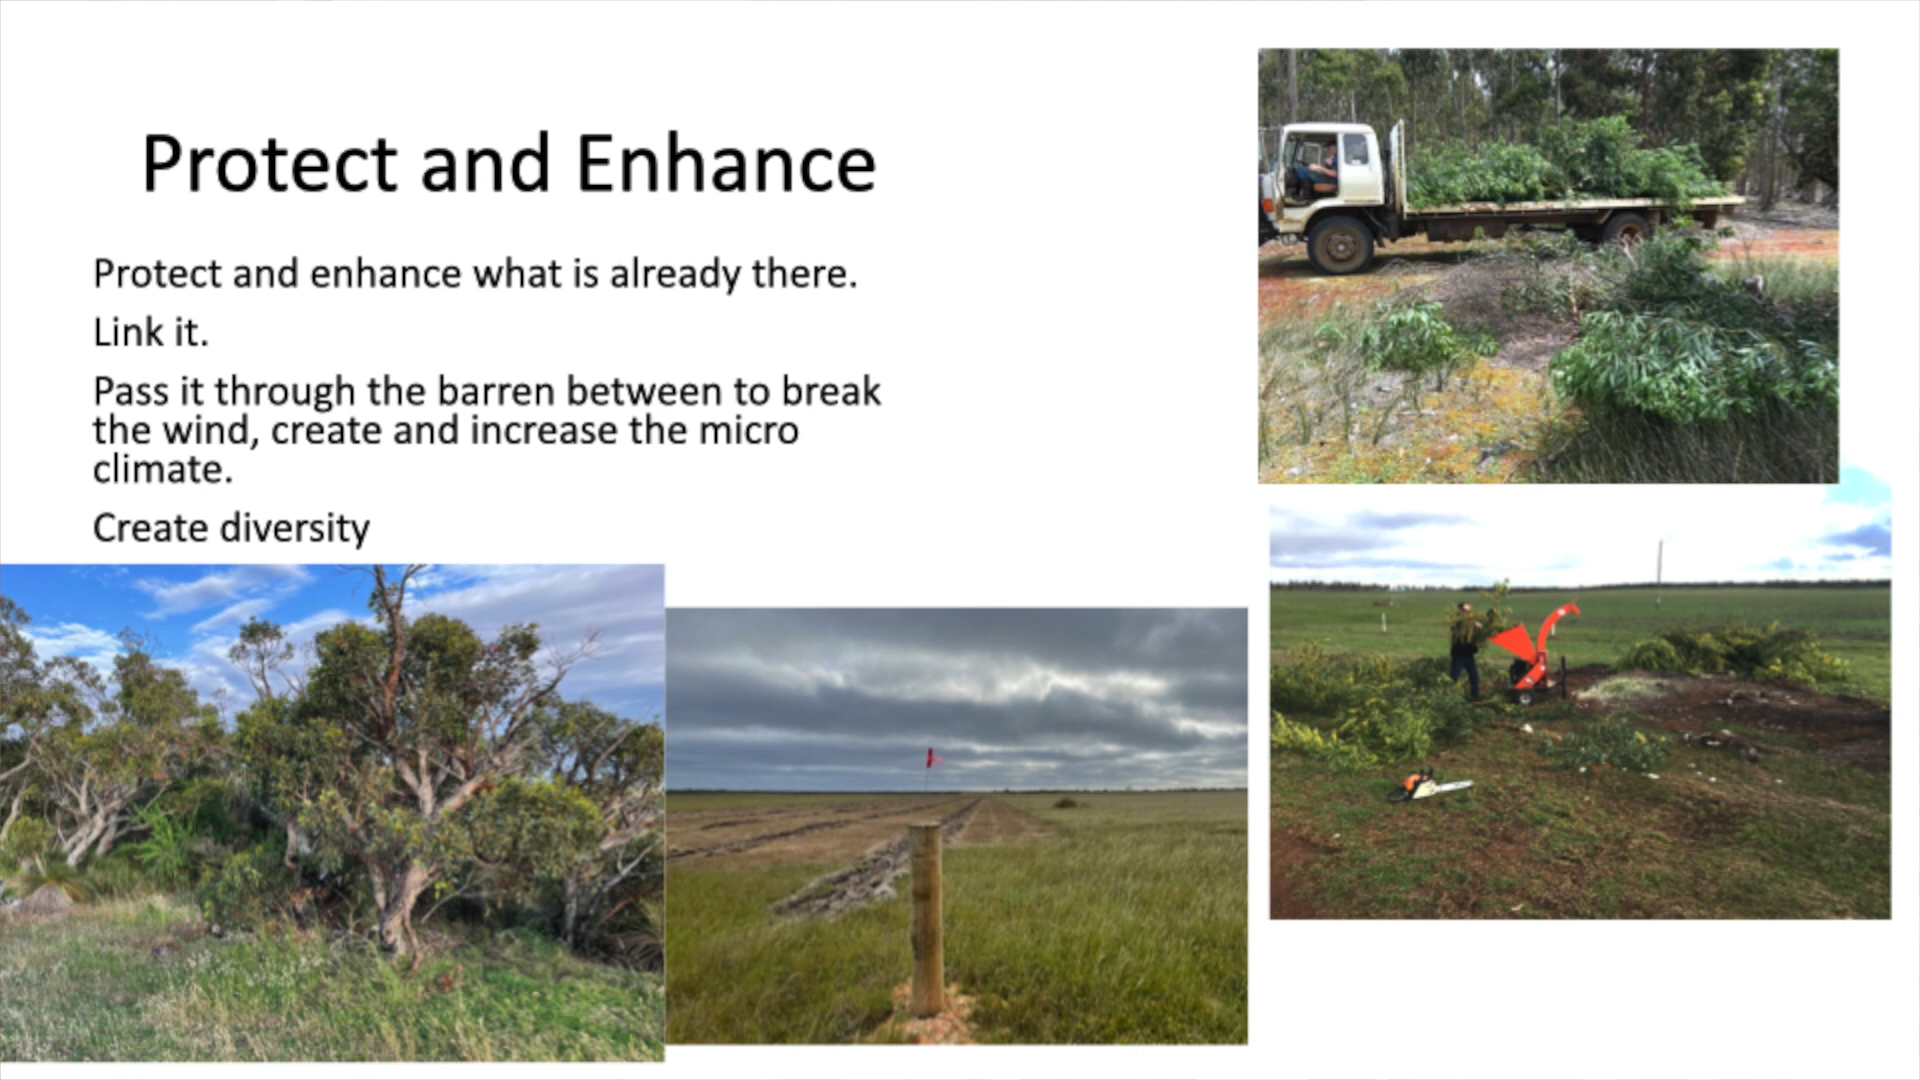 Protect and Enhance
Protect and enhance what is already there.
Link it.
Pass it through the barren between to break
the wind, create and increase the micro
climate.
Create diversity